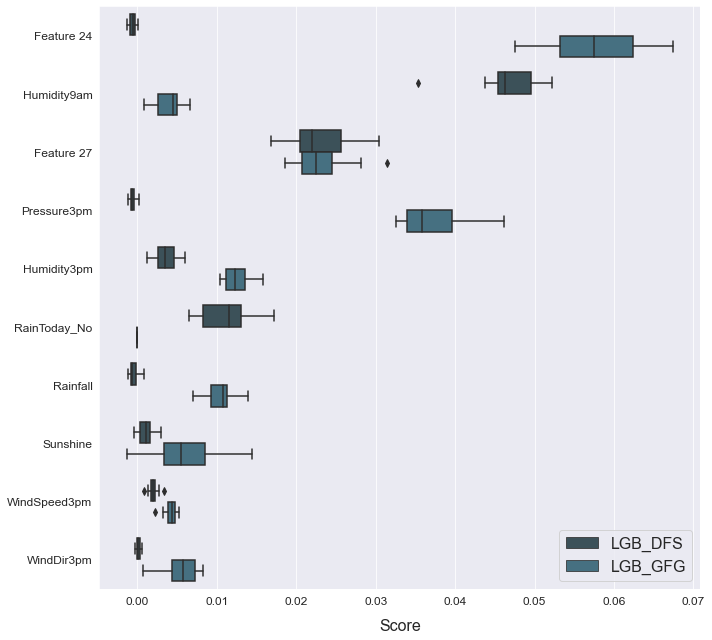 Feature 24
Humidity9am
Feature 27
Pressure3pm
Humidity3pm
RainToday_No
Rainfall
Sunshine
WindSpeed3pm
WindDir3pm
LGB_DFS
LGB_GFG
0.00 0.01 0.02 0.03 0.04 0.05 0.06 0.07
Score